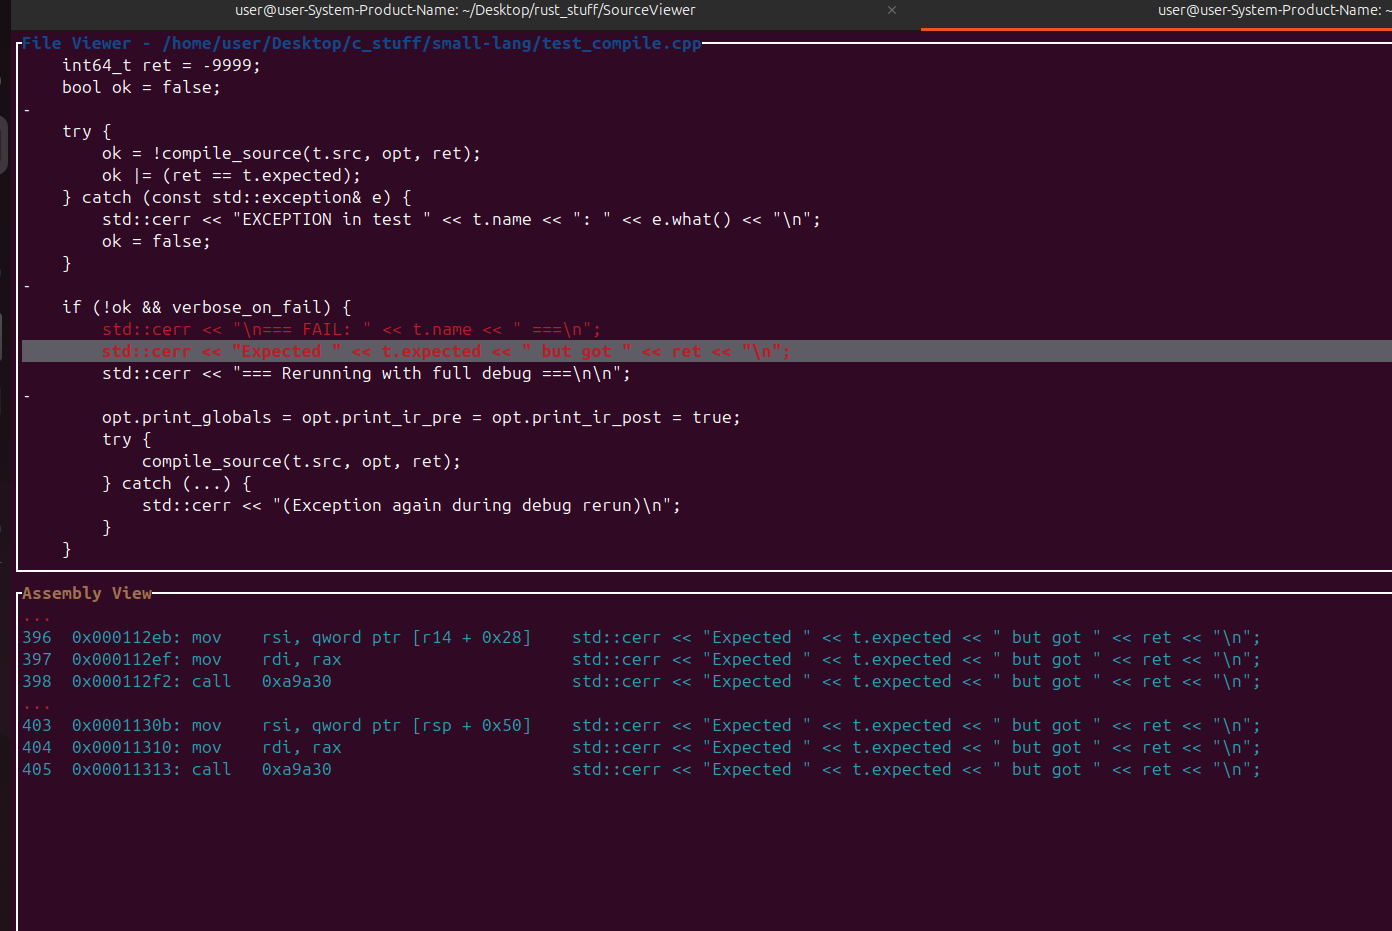 user@user-System-Product-Name: ~/Desktop/rust_stuff/SourceViewer × user@user-System-Product-Name: ~
File Viewer - /home/user/Desktop/c_stuff/small-lang/test_compile.cpp
    int64_t ret = -9999;
    bool ok = false;
-
    try {
        ok = !compile_source(t.src, opt, ret);
        ok |= (ret == t.expected);
    } catch (const std::exception& e) {
        std::cerr << "EXCEPTION in test " << t.name << ": " << e.what() << "\n";
        ok = false;
    }
-
    if (!ok && verbose_on_fail) {
        std::cerr << "\n=== FAIL: " << t.name << " ===\n";
        std::cerr << "Expected " << t.expected << " but got " << ret << "\n";
        std::cerr << "=== Rerunning with full debug ===\n\n";
-
        opt.print_globals = opt.print_ir_pre = opt.print_ir_post = true;
        try {
            compile_source(t.src, opt, ret);
        } catch (...) {
            std::cerr << "(Exception again during debug rerun)\n";
        }
    }
Assembly View
...
396  0x000112eb: mov    rsi, qword ptr [r14 + 0x28]    std::cerr << "Expected " << t.expected << " but got " << ret << "\n";
397  0x000112ef: mov    rdi, rax                       std::cerr << "Expected " << t.expected << " but got " << ret << "\n";
398  0x000112f2: call   0xa9a30                        std::cerr << "Expected " << t.expected << " but got " << ret << "\n";
...
403  0x0001130b: mov    rsi, qword ptr [rsp + 0x50]    std::cerr << "Expected " << t.expected << " but got " << ret << "\n";
404  0x00011310: mov    rdi, rax                       std::cerr << "Expected " << t.expected << " but got " << ret << "\n";
405  0x00011313: call   0xa9a30                        std::cerr << "Expected " << t.expected << " but got " << ret << "\n";